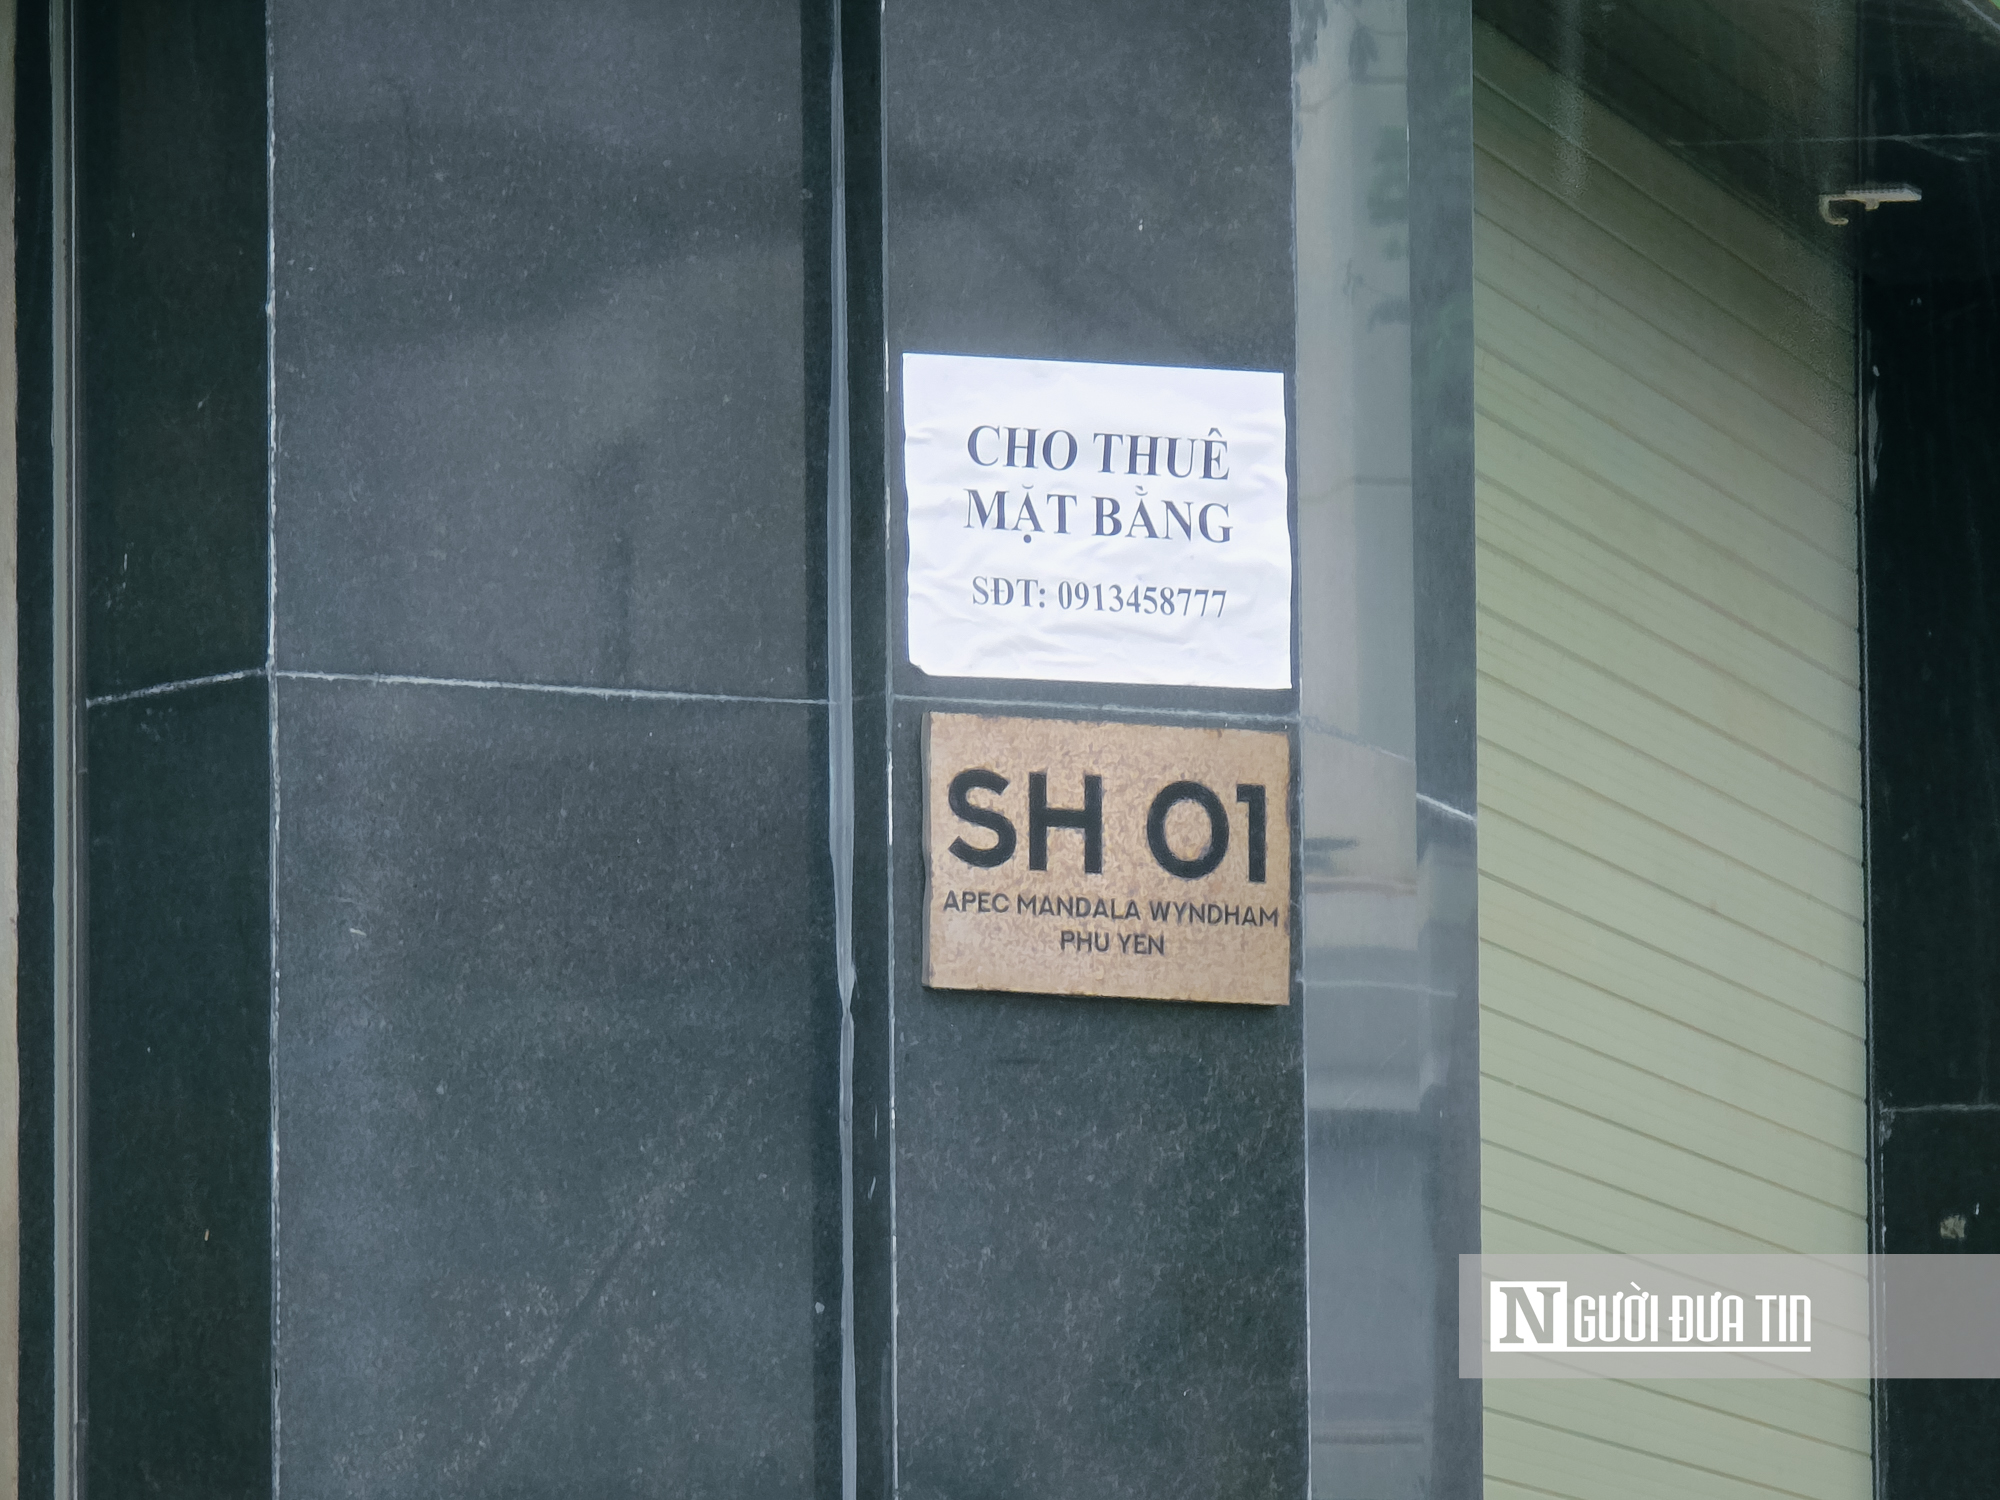 CHO THUÊ
MẶT BẰNG
SĐT: 0913458777
SH 01
APEC MANDALA WYNDHAM
PHU YEN
NGƯỜI ĐƯA TIN